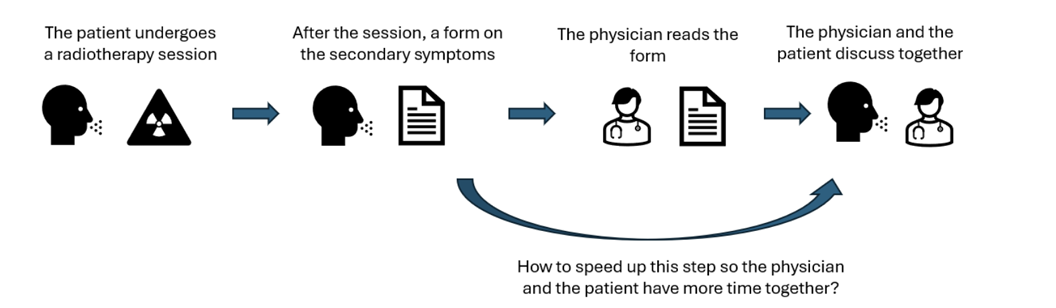 The patient undergoes
a radiotherapy session
After the session, a form on
the secondary symptoms
The physician reads the
form
The physician and the
patient discuss together
How to speed up this step so the physician
and the patient have more time together?